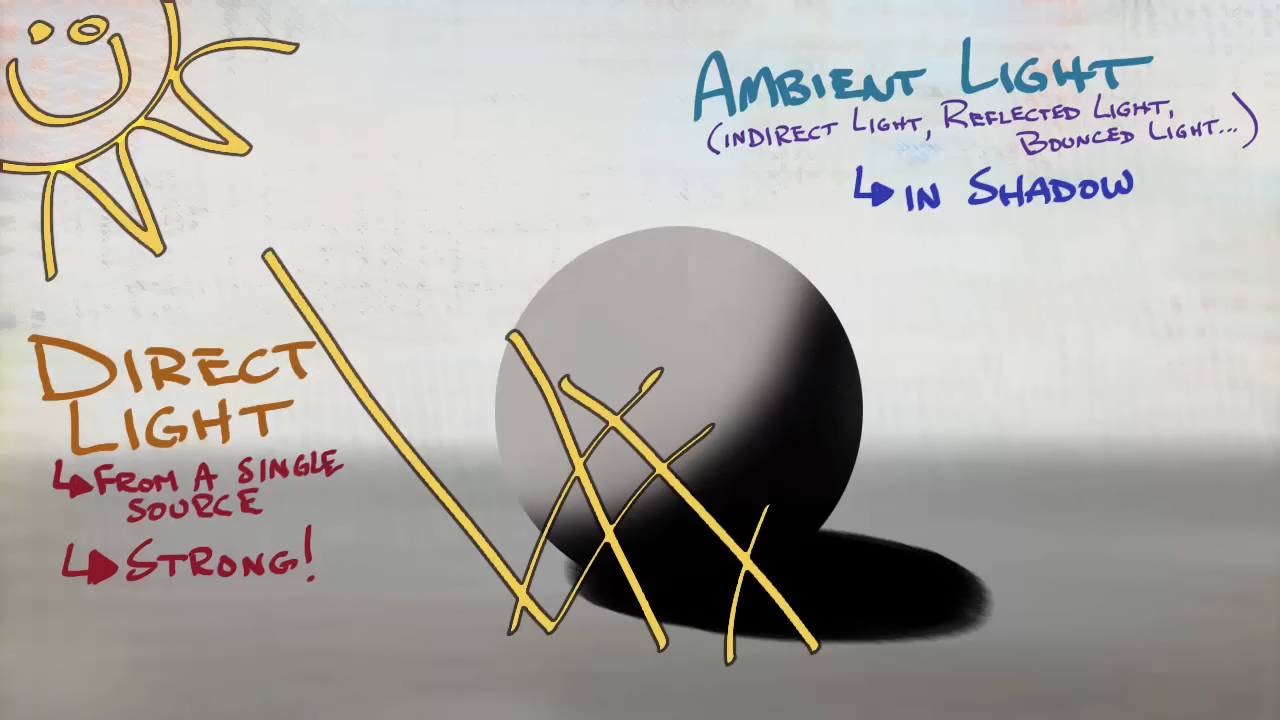 Ambient Light
(indirect Light, Reflected Light,
Bounced Light...)
↳ in Shadow
Direct
Light
↳ From a single
source
↳ Strong!